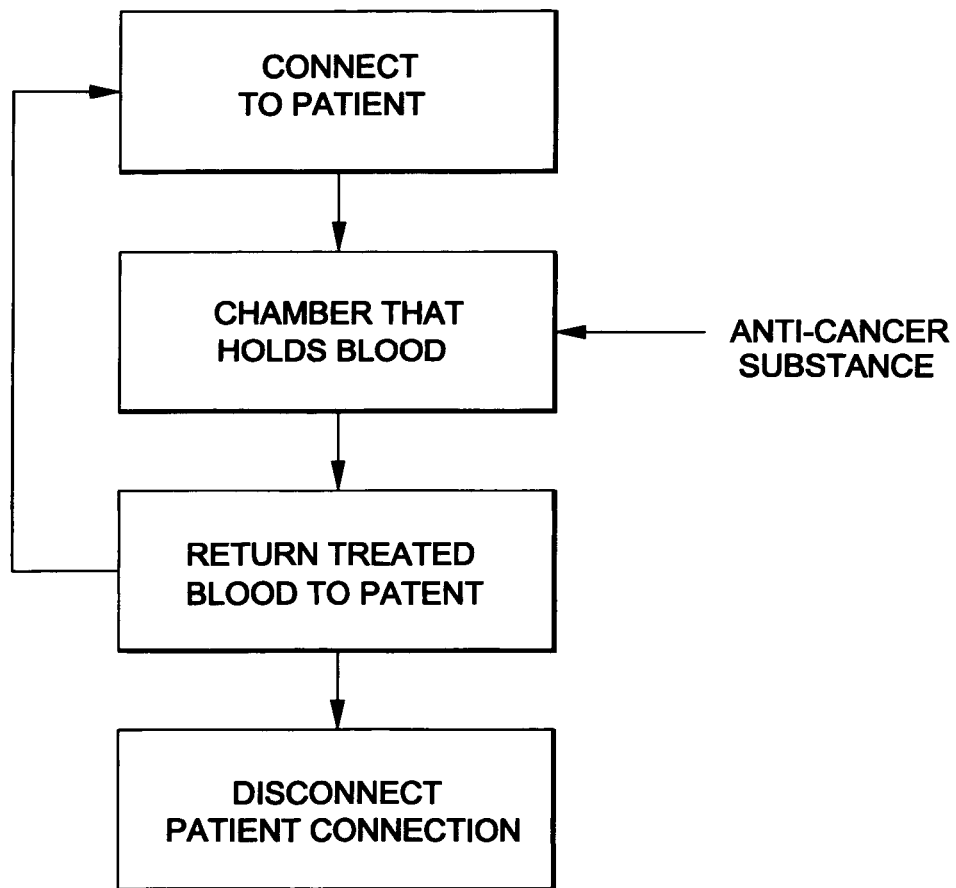 CONNECT
TO PATIENT
CHAMBER THAT
HOLDS BLOOD
ANTI-CANCER
SUBSTANCE
RETURN TREATED
BLOOD TO PATENT
DISCONNECT
PATIENT CONNECTION